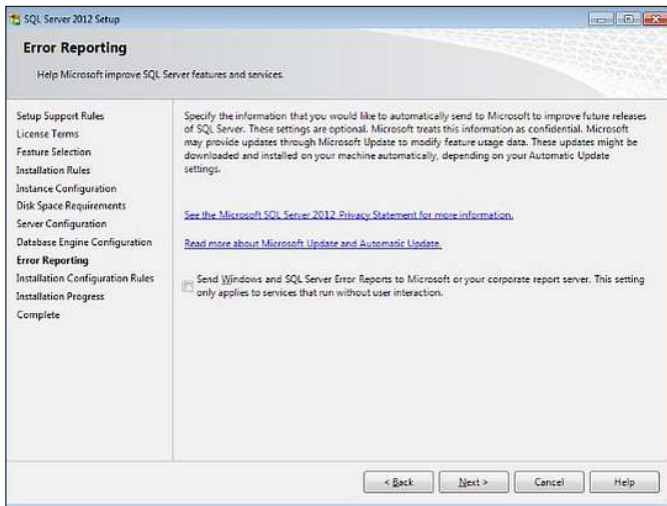 SQL Server 2012 Setup
Error Reporting
Help Microsoft improve SQL Server features and services.
Setup Support Rules
License Terms
Feature Selection
Installation Rules
Instance Configuration
Disk Space Requirements
Server Configuration
Database Engine Configuration
Error Reporting
Installation Configuration Rules
Installation Progress
Complete
Specify the information that you would like to automatically send to Microsoft to improve future releases
of SQL Server. These settings are optional. Microsoft treats this information as confidential. Microsoft
may provide updates through Microsoft Update to modify feature usage data. These updates might be
downloaded and installed on your machine automatically, depending on your Automatic Update
settings.
See the Microsoft SQL Server 2012 Privacy Statement for more information.
Read more about Microsoft Update and Automatic Update.
Send Windows and SQL Server Error Reports to Microsoft or your corporate report server. This setting
only applies to services that run without user interaction.
< Back
Next >
Cancel
Help